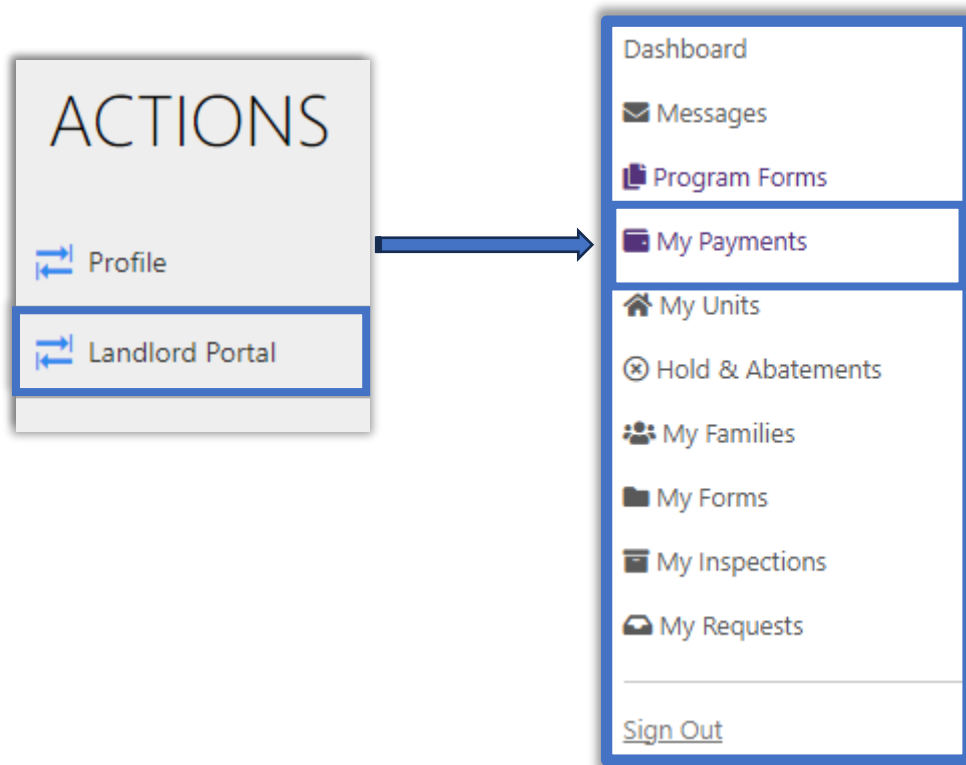 ACTIONS
Profile
Landlord Portal
Dashboard
Messages
Program Forms
My Payments
My Units
Hold & Abatements
My Families
My Forms
My Inspections
My Requests
Sign Out